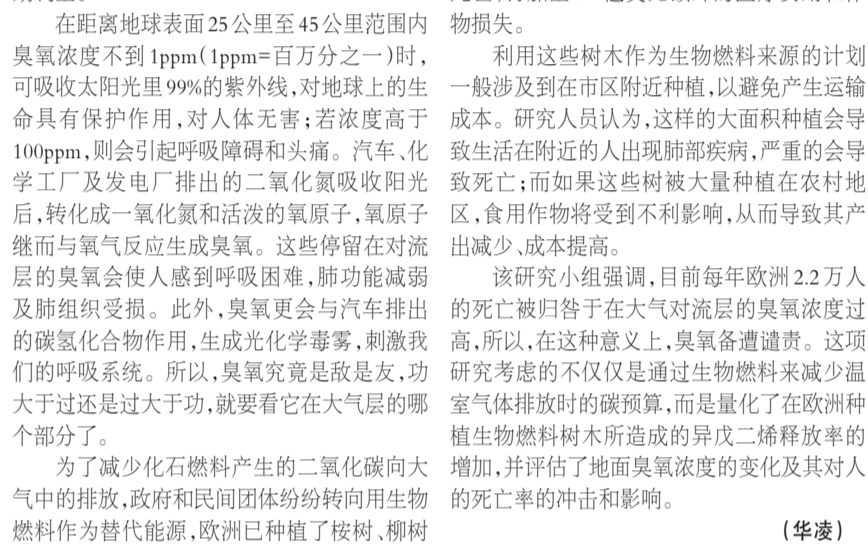 在距离地球表面25公里至45公里范围内
臭氧浓度不到1ppm(1ppm=百万分之一)时,
可吸收太阳光里99%的紫外线,对地球上的生
命具有保护作用,对人体无害;若浓度高于
100ppm,则会引起呼吸障碍和头痛。汽车、化
学工厂及发电厂排出的二氧化氮吸收阳光
后,转化成一氧化氮和活泼的氧原子,氧原子
继而与氧气反应生成臭氧。这些停留在对流
层的臭氧会使人感到呼吸困难,肺功能减弱
及肺组织受损。此外,臭氧更会与汽车排出
的碳氢化合物作用,生成光化学毒雾,刺激我
们的呼吸系统。所以,臭氧究竟是敌是友,功
大于过还是过大于功,就要看它在大气层的哪
个部分了。
为了减少化石燃料产生的二氧化碳向大
气中的排放,政府和民间团体纷纷转向用生物
燃料作为替代能源,欧洲已种植了桉树、柳树
物损失。
利用这些树木作为生物燃料来源的计划
一般涉及到在市区附近种植,以避免产生运输
成本。研究人员认为,这样的大面积种植会导
致生活在附近的人出现肺部疾病,严重的会导
致死亡;而如果这些树被大量种植在农村地
区,食用作物将受到不利影响,从而导致其产
出减少、成本提高。
该研究小组强调,目前每年欧洲2.2万人
的死亡被归咎于在大气对流层的臭氧浓度过
高,所以,在这种意义上,臭氧备遭谴责。这项
研究考虑的不仅仅是通过生物燃料来减少温
室气体排放时的碳预算,而是量化了在欧洲种
植生物燃料树木所造成的异戊二烯释放率的
增加,并评估了地面臭氧浓度的变化及其对人
的死亡率的冲击和影响。
(华凌)